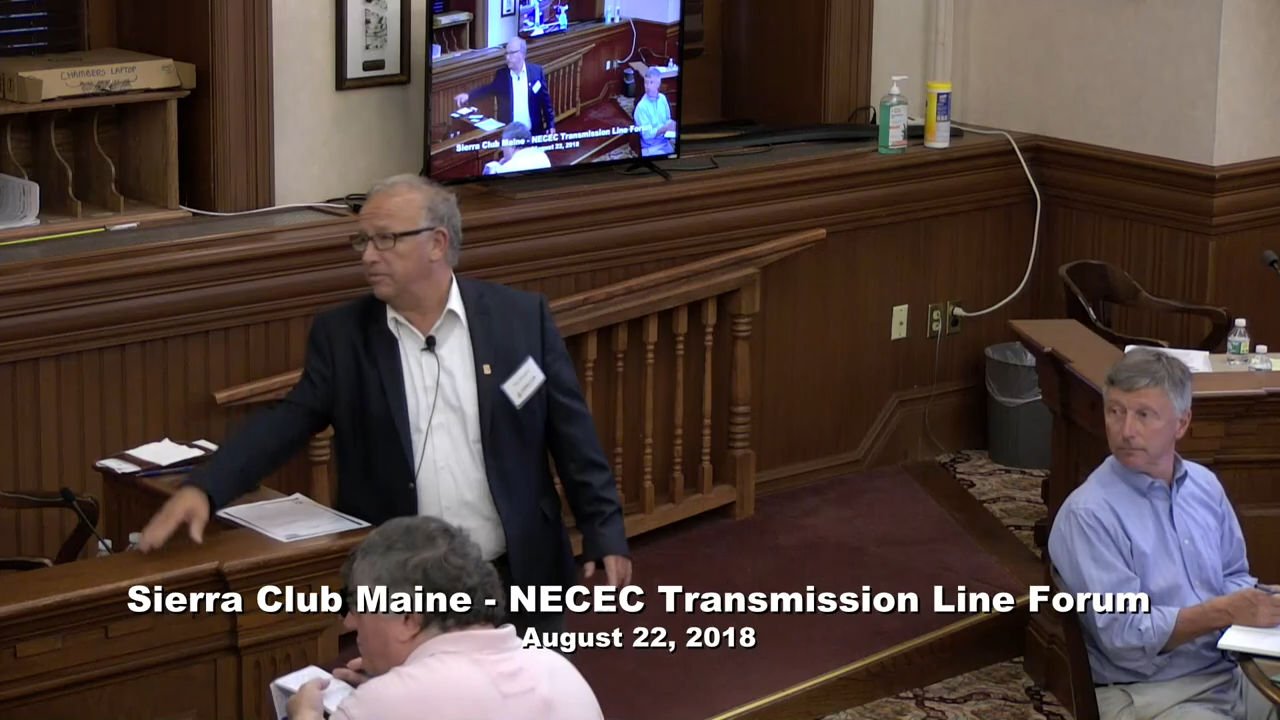 CHAMBERS LAPTOP
Sierra Club Maine - NECEC Transmission Line Forum
August 22, 2018
Sierra Club Maine - NECEC Transmission Line Forum
August 22, 2018